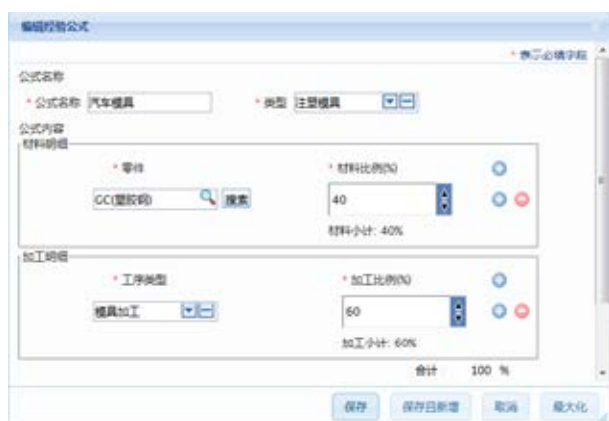 编辑经验公式
* 表示必填字段
公式名称
* 公式名称 汽车模具 * 类型 注塑模具
公式内容
材料明细
* 零件 * 材料比例(%)
GC(塑胶钢) 搜索 40
材料小计: 40%
加工明细
* 工序类型 * 加工比例(%)
模具加工 60
加工小计: 60%
合计 100 %
保存 保存且新增 取消 最大化